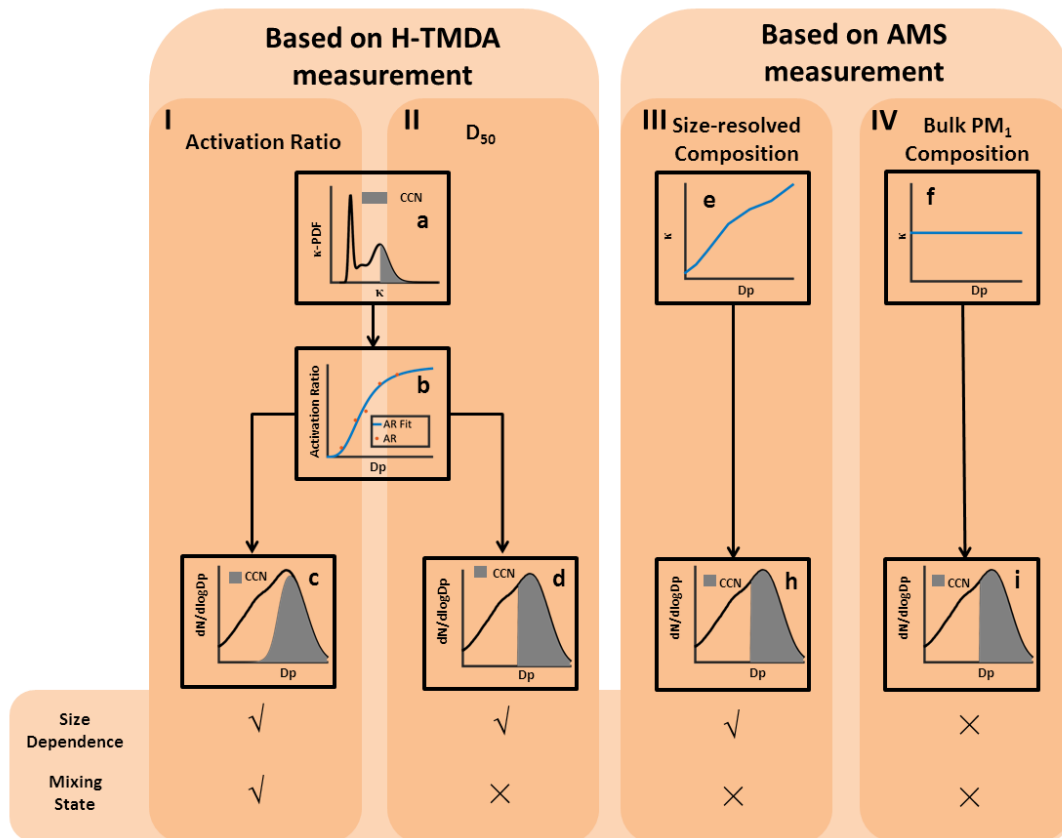 Based on H-TMDA
measurement
Based on AMS
measurement
I
Activation Ratio
II
D₅₀
III
Size-resolved
Composition
IV
Bulk PM₁
Composition
CCN
a
κ-PDF
κ
e
κ
Dp
f
κ
Dp
b
Activation Ratio
AR Fit
AR
Dp
CCN
c
dN/dlogDp
Dp
CCN
d
dN/dlogDp
Dp
CCN
h
dN/dlogDp
Dp
CCN
i
dN/dlogDp
Dp
Size
Dependence
√ √ √ ×
Mixing
State
√ × × ×